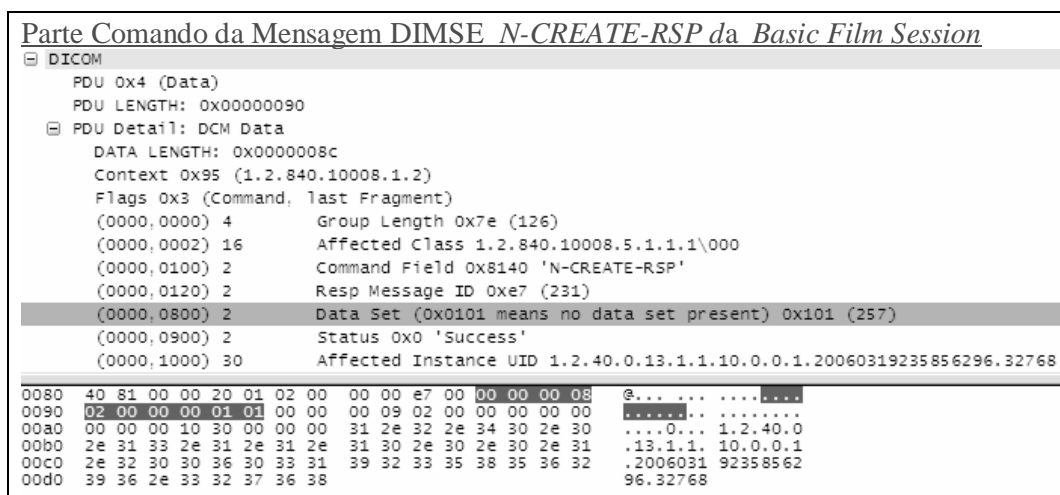 Parte Comando da Mensagem DIMSE N-CREATE-RSP da Basic Film Session
DICOM
PDU 0x4 (Data)
PDU LENGTH: 0x00000090
PDU Detail: DCM Data
DATA LENGTH: 0x0000008c
Context 0x95 (1.2.840.10008.1.2)
Flags 0x3 (Command, last Fragment)
(0000,0000) 4 Group Length 0x7e (126)
(0000,0002) 16 Affected Class 1.2.840.10008.5.1.1.1\000
(0000,0100) 2 Command Field 0x8140 'N-CREATE-RSP'
(0000,0120) 2 Resp Message ID 0xe7 (231)
(0000,0800) 2 Data Set (0x0101 means no data set present) 0x101 (257)
(0000,0900) 2 Status 0x0 'Success'
(0000,1000) 30 Affected Instance UID 1.2.40.0.13.1.1.10.0.0.1.20060319235856296.32768
0080 40 81 00 00 20 01 02 00 00 00 e7 00 00 00 00 08 @... ... ........
0090 02 00 00 00 01 01 00 00 00 09 02 00 00 00 00 00 ........ ........
00a0 00 00 00 10 30 00 00 00 31 2e 32 2e 34 30 2e 30 ....0... 1.2.40.0
00b0 2e 31 33 2e 31 2e 31 2e 31 30 2e 30 2e 30 2e 31 .13.1.1. 10.0.0.1
00c0 2e 32 30 30 36 30 33 31 39 32 33 35 38 35 36 32 .2006031 92358562
00d0 39 36 2e 33 32 37 36 38 96.32768